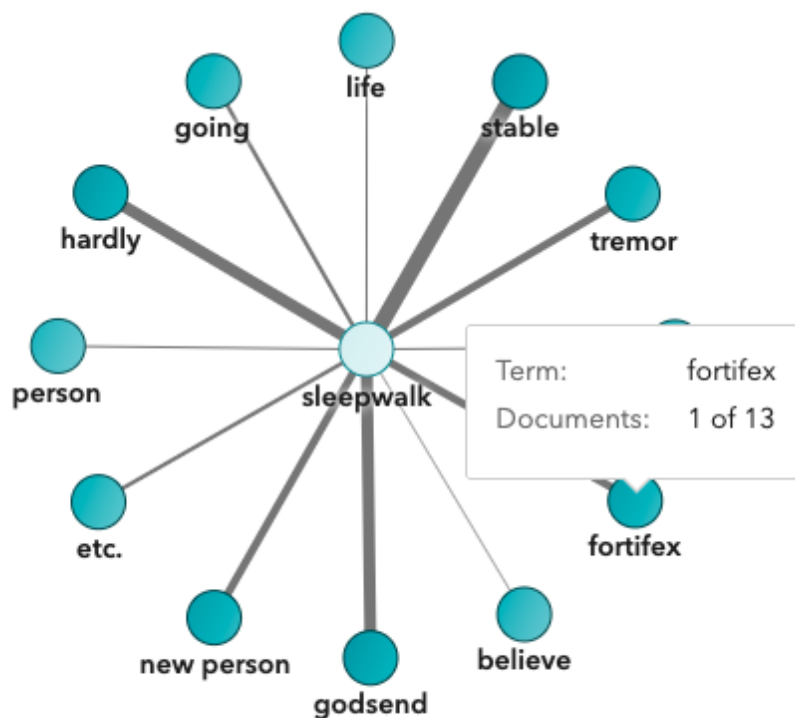 life
going
stable
hardly
tremor
Term: fortifex
person
sleepwalk
Documents: 1 of 13
etc.
fortifex
new person
believe
godsend